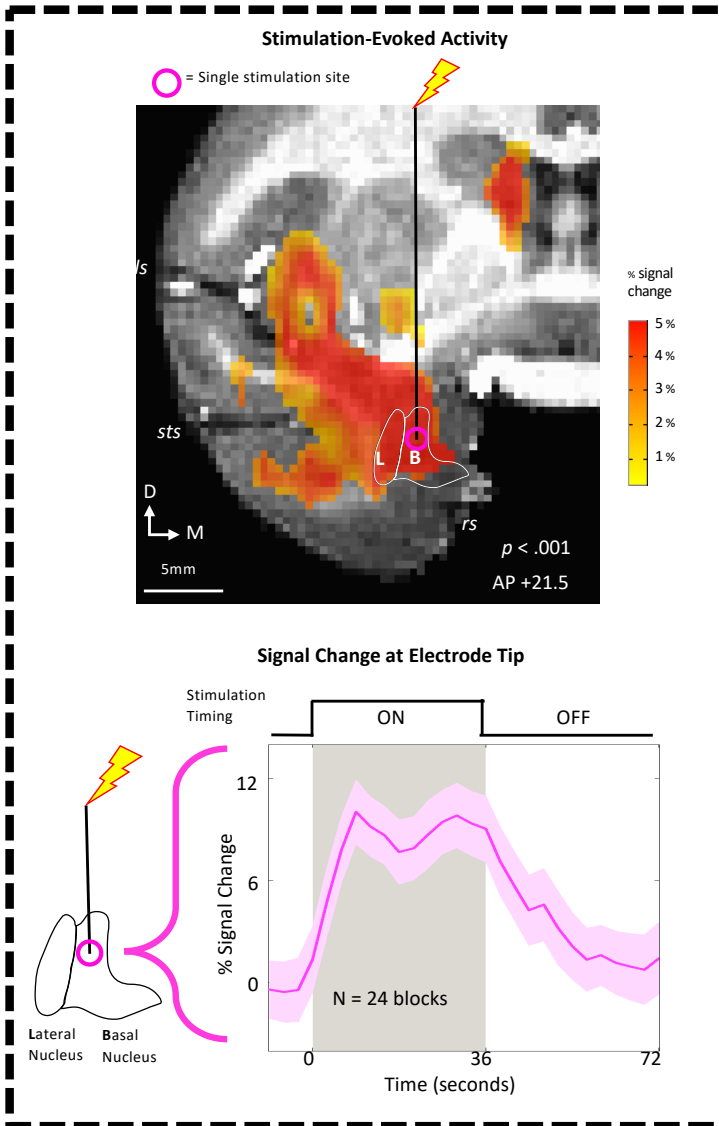 Stimulation-Evoked Activity
= Single stimulation site
ls
% signal
change
5 %
4 %
3 %
2 %
1 %
sts
L
B
D
M
rs
5mm
p < .001
AP +21.5
Signal Change at Electrode Tip
Stimulation
Timing
ON
OFF
12
6
0
% Signal Change
N = 24 blocks
Lateral
Nucleus
Basal
Nucleus
0
36
72
Time (seconds)